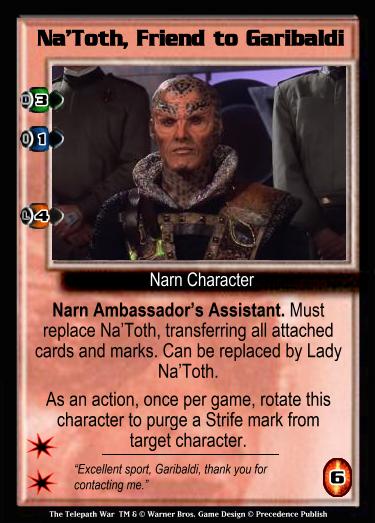 Na'Toth, Friend to Garibaldi
D 3
I 1
L 4
Narn Character
Narn Ambassador's Assistant. Must
replace Na'Toth, transferring all attached
cards and marks. Can be replaced by Lady
Na'Toth.
As an action, once per game, rotate this
character to purge a Strife mark from
target character.
"Excellent sport, Garibaldi, thank you for
contacting me."
6
The Telepath War TM & © Warner Bros. Game Design © Precedence Publish